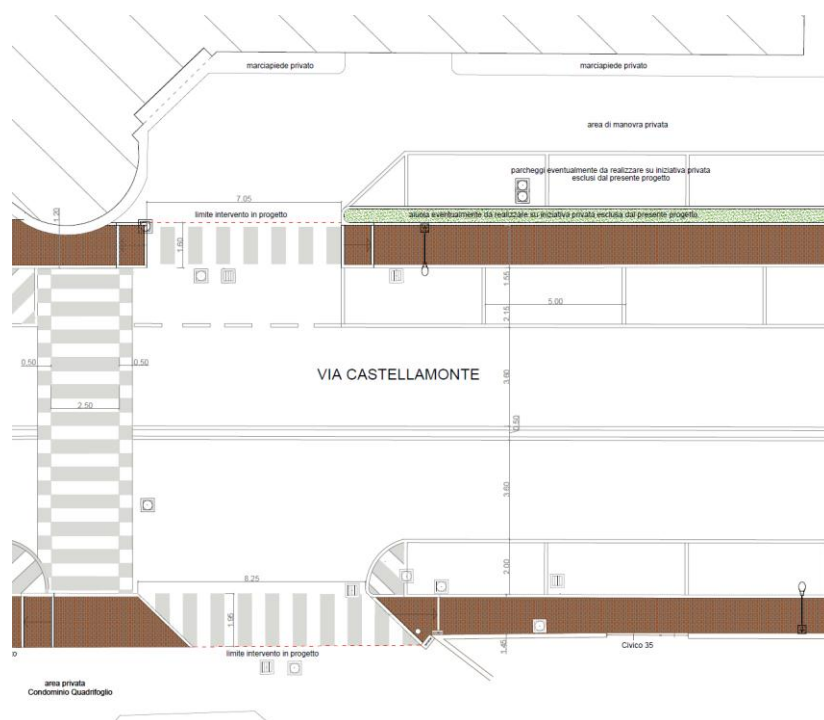 marciapiede privato
marciapiede privato
area di manovra privata
parcheggi eventualmente da realizzare su iniziativa privata
esclusi dal presente progetto
7.05
1.20
limite intervento in progetto
aiuola eventualmente da realizzare su iniziativa privata esclusa dal presente progetto
1.60
1.55
5.00
2.15
0.50
0.50
VIA CASTELLAMONTE
3.60
2.50
0.50
3.60
8.25
2.00
1.95
1.45
limite intervento in progetto
Civico 35
to
area privata
Condominio Quadrifoglio